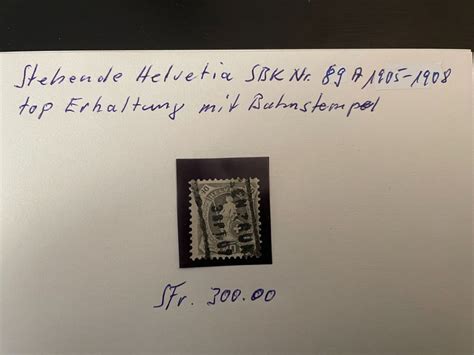 Stehende Helvetia SBK Nr. 89 A 1905-1908
top Erhaltung mit Bahnstempel
SFr. 300.00